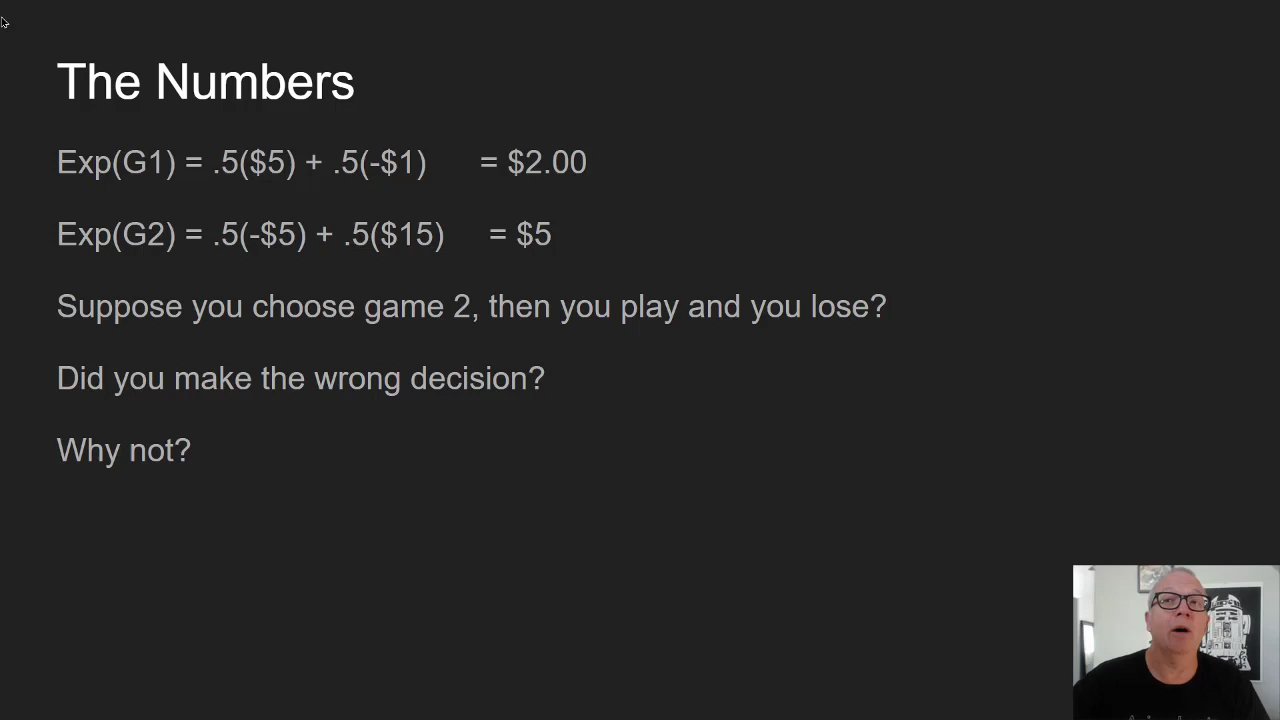 The Numbers
Exp(G1) = .5($5) + .5(-$1) = $2.00
Exp(G2) = .5(-$5) + .5($15) = $5
Suppose you choose game 2, then you play and you lose?
Did you make the wrong decision?
Why not?